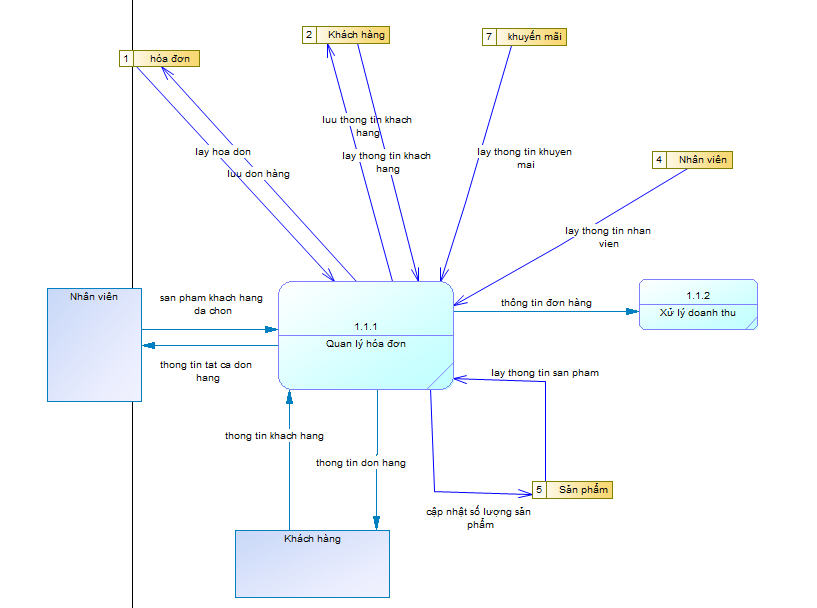 2 Khách hàng
7 khuyến mãi
1 hóa đơn
luu thong tin khach
hang
lay hoa don
lay thong tin khach
hang
lay thong tin khuyen
mai
4 Nhân viên
luu don hàng
lay thong tin nhan
vien
Nhân viên
san pham khach hang
da chon
thông tin đơn hàng
1.1.2
Xử lý doanh thu
1.1.1
Quan lý hóa đơn
thong tin tat ca don
hang
lay thong tin san pham
thong tin khach hang
thong tin don hang
5 Sản phẩm
cập nhật số lượng sản
phẩm
Khách hàng